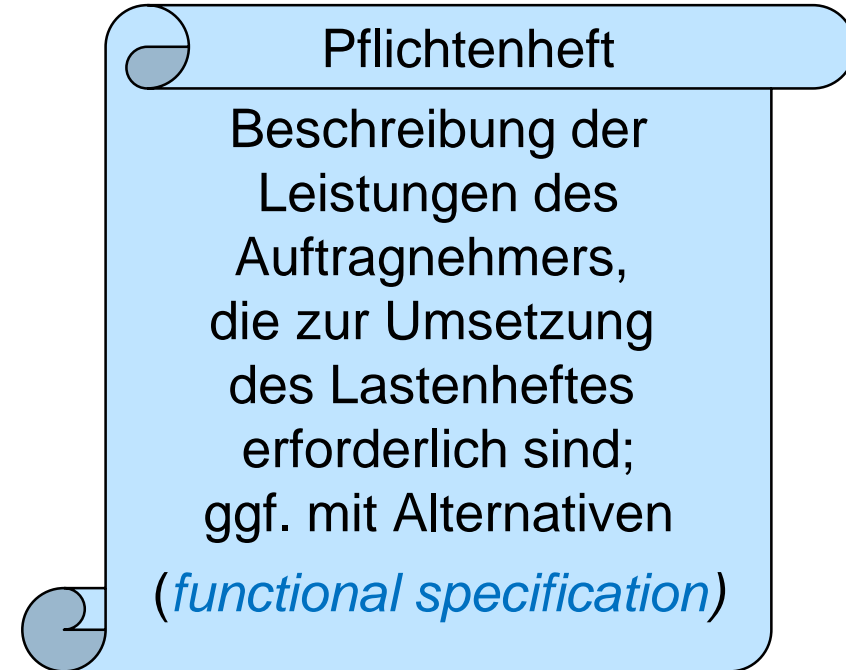 Pflichtenheft
Beschreibung der
Leistungen des
Auftragnehmers,
die zur Umsetzung
des Lastenheftes
erforderlich sind;
ggf. mit Alternativen
(functional specification)